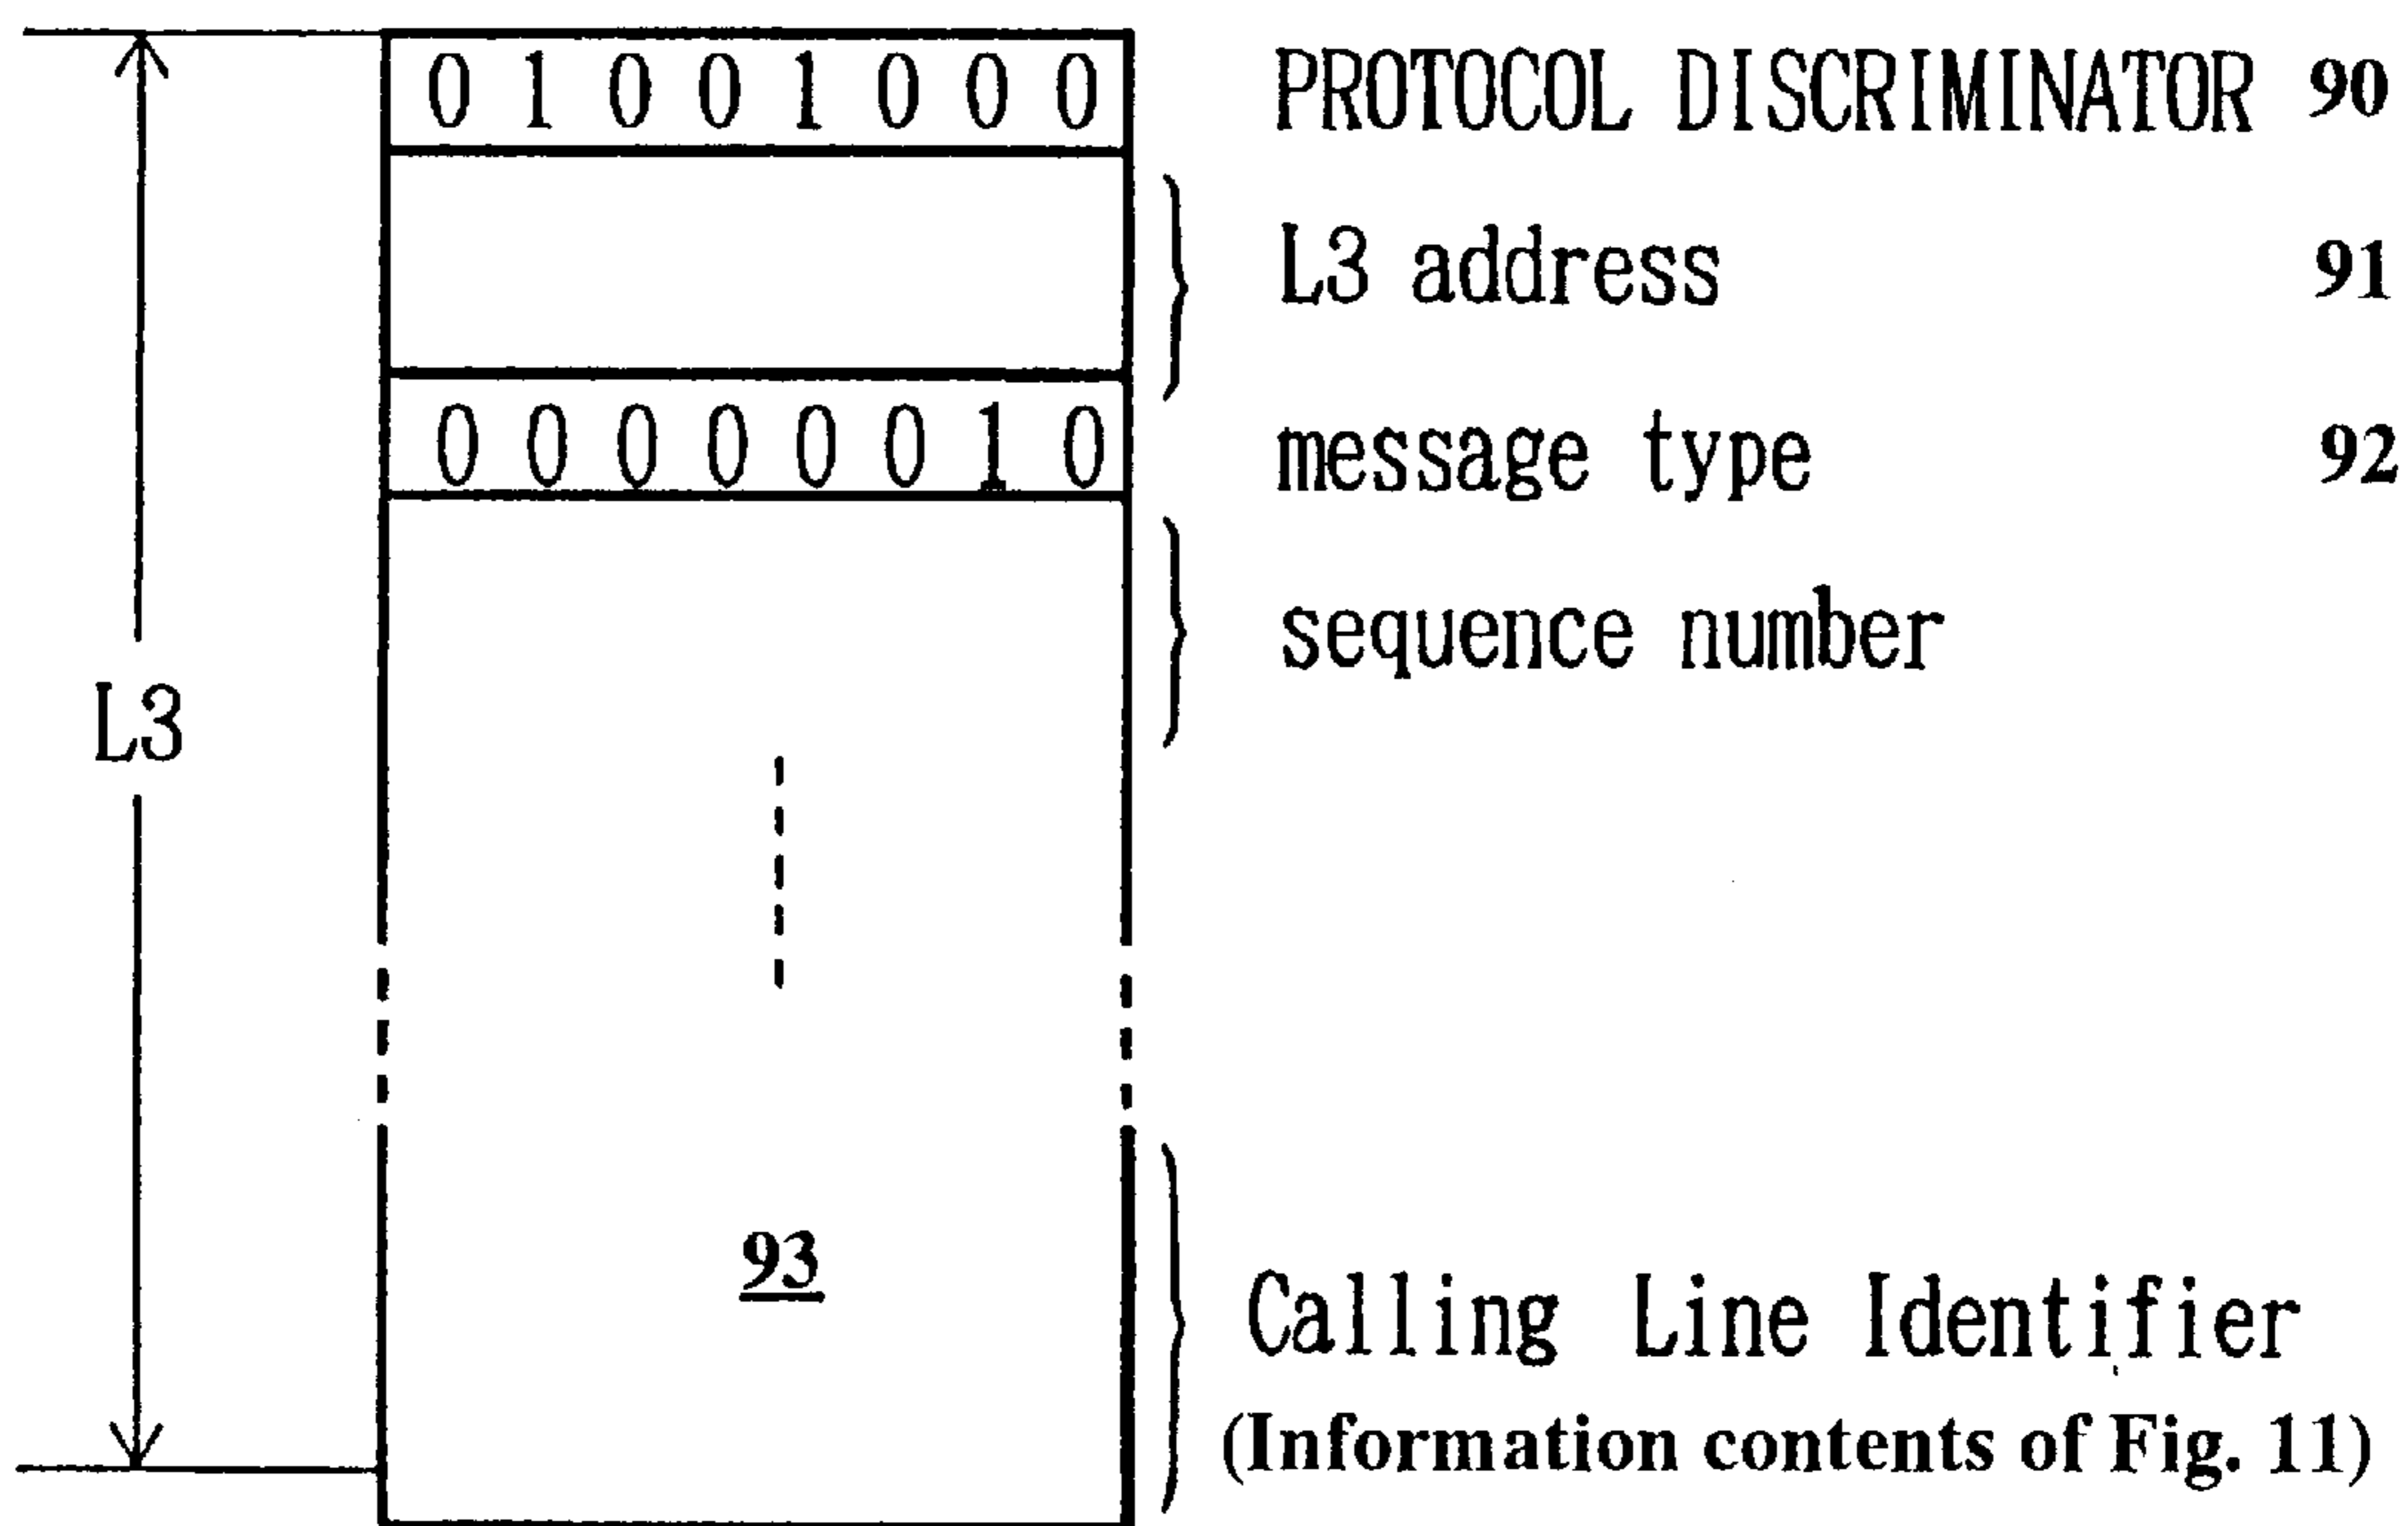 0 1 0 0 1 0 0 0 PROTOCOL DISCRIMINATOR 90
L3 address 91
0 0 0 0 0 0 1 0 message type 92
sequence number
L3
93
Calling Line Identifier
(Information contents of Fig. 11)